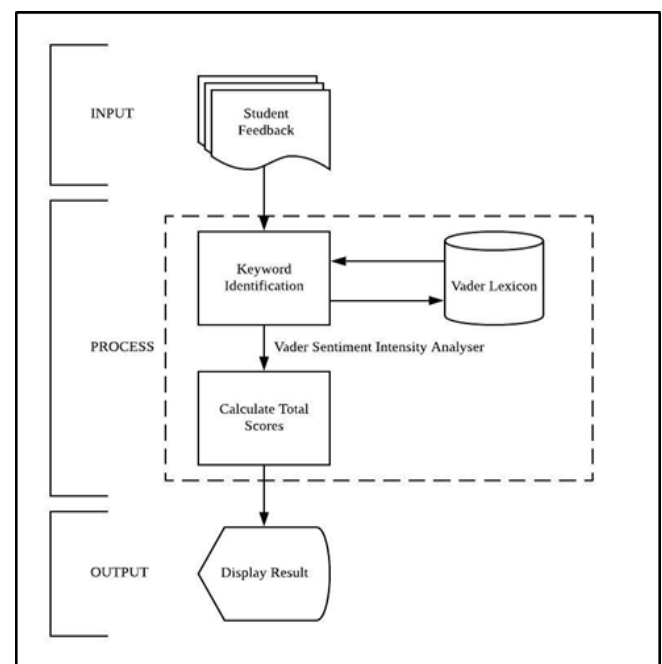 INPUT
Student
Feedback
Keyword
Identification
Vader Lexicon
PROCESS
Vader Sentiment Intensity Analyser
Calculate Total
Scores
OUTPUT
Display Result